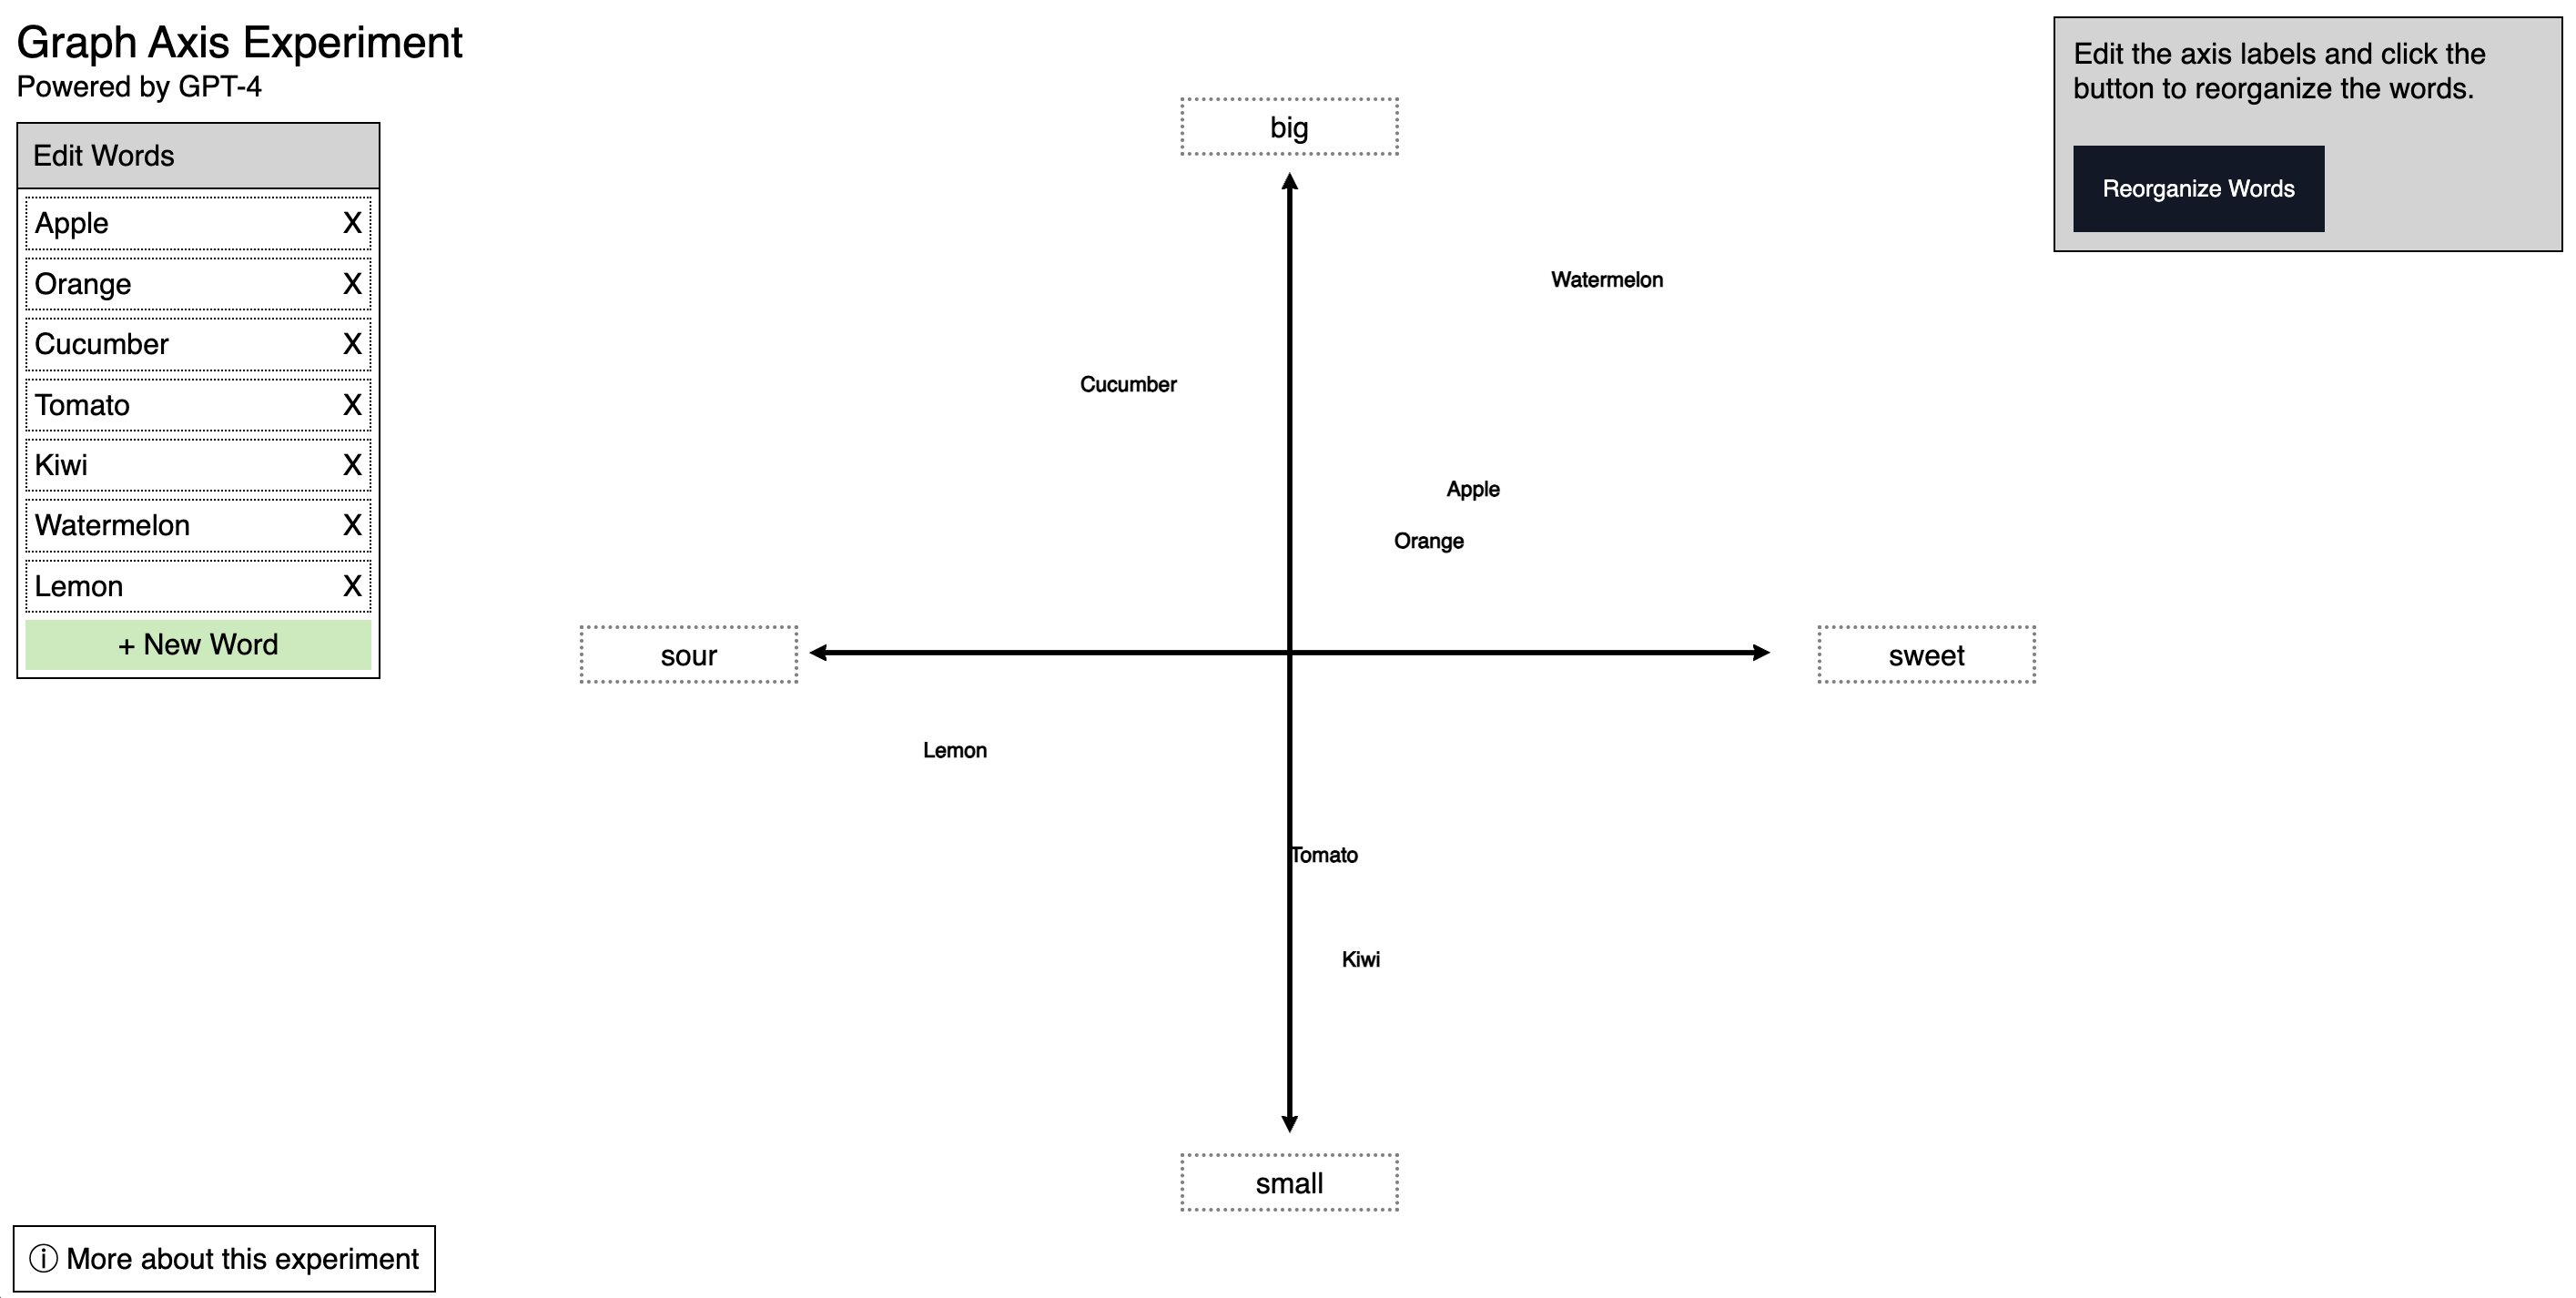 Graph Axis Experiment
Powered by GPT-4
Edit Words
Apple X
Orange X
Cucumber X
Tomato X
Kiwi X
Watermelon X
Lemon X
+ New Word
big
Watermelon
Cucumber
Apple
Orange
sour
sweet
Lemon
Tomato
Kiwi
small
Edit the axis labels and click the
button to reorganize the words.
Reorganize Words
ⓘ More about this experiment